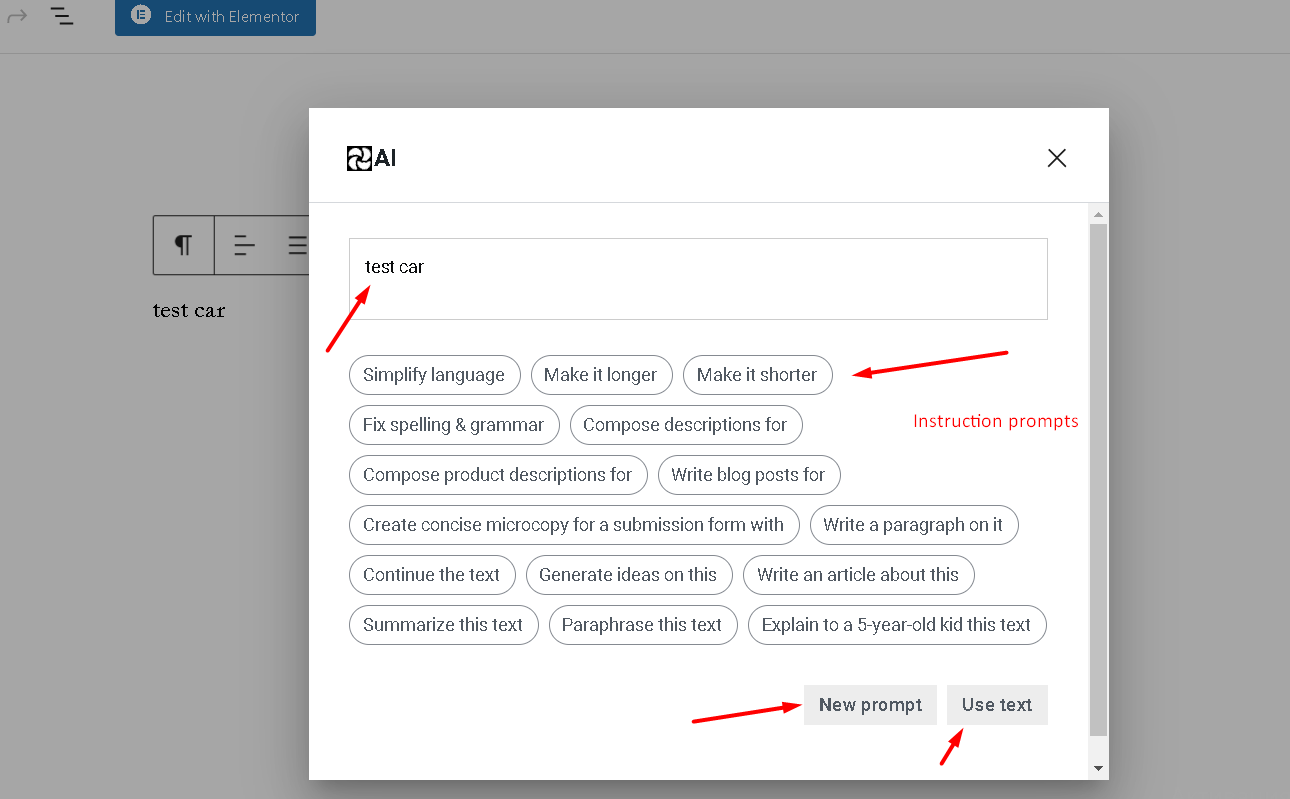 Edit with Elementor
AI
test car
test car
Simplify language Make it longer Make it shorter
Fix spelling & grammar Compose descriptions for
Instruction prompts
Compose product descriptions for Write blog posts for
Create concise microcopy for a submission form with Write a paragraph on it
Continue the text Generate ideas on this Write an article about this
Summarize this text Paraphrase this text Explain to a 5-year-old kid this text
New prompt Use text